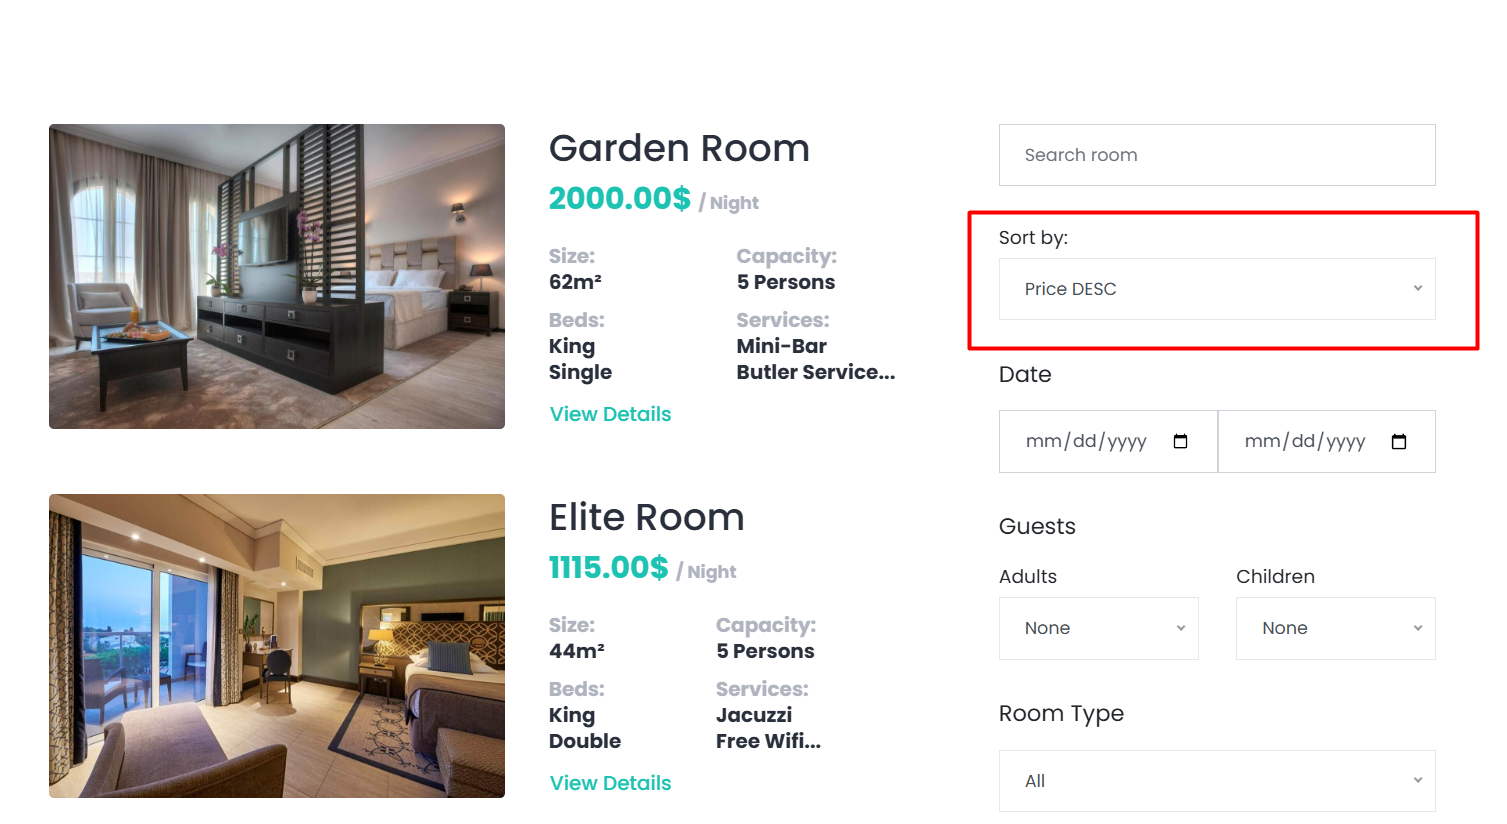 Garden Room
2000.00$ / Night
Size:
62m²
Capacity:
5 Persons
Beds:
King
Single
Services:
Mini-Bar
Butler Service...
View Details
Elite Room
1115.00$ / Night
Size:
44m²
Capacity:
5 Persons
Beds:
King
Double
Services:
Jacuzzi
Free Wifi...
View Details
Search room
Sort by:
Price DESC
Date
mm/dd/yyyy
mm/dd/yyyy
Guests
Adults
None
Children
None
Room Type
All